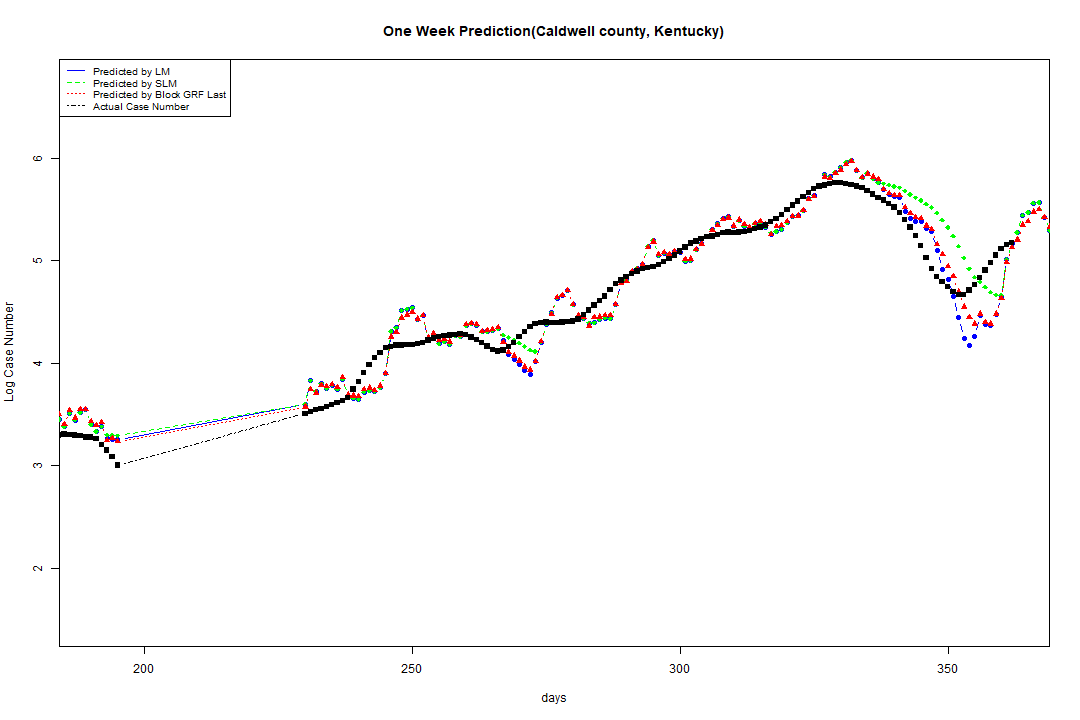 One Week Prediction(Caldwell county, Kentucky)
Predicted by LM
Predicted by SLM
Predicted by Block GRF Last
Actual Case Number
6
5
4
3
2
Log Case Number
200
250
300
350
days